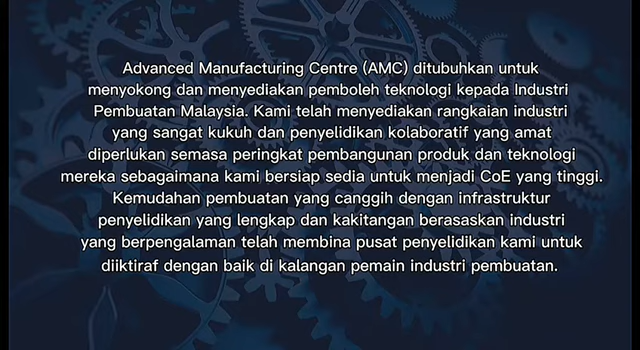 Advanced Manufacturing Centre (AMC) ditubuhkan untuk
menyokong dan menyediakan pemboleh teknologi kepada Industri
Pembuatan Malaysia. Kami telah menyediakan rangkaian industri
yang sangat kukuh dan penyelidikan kolaboratif yang amat
diperlukan semasa peringkat pembangunan produk dan teknologi
mereka sebagaimana kami bersiap sedia untuk menjadi CoE yang tinggi.
Kemudahan pembuatan yang canggih dengan infrastruktur
penyelidikan yang lengkap dan kakitangan berasaskan industri
yang berpengalaman telah membina pusat penyelidikan kami untuk
diiktiraf dengan baik di kalangan pemain industri pembuatan.